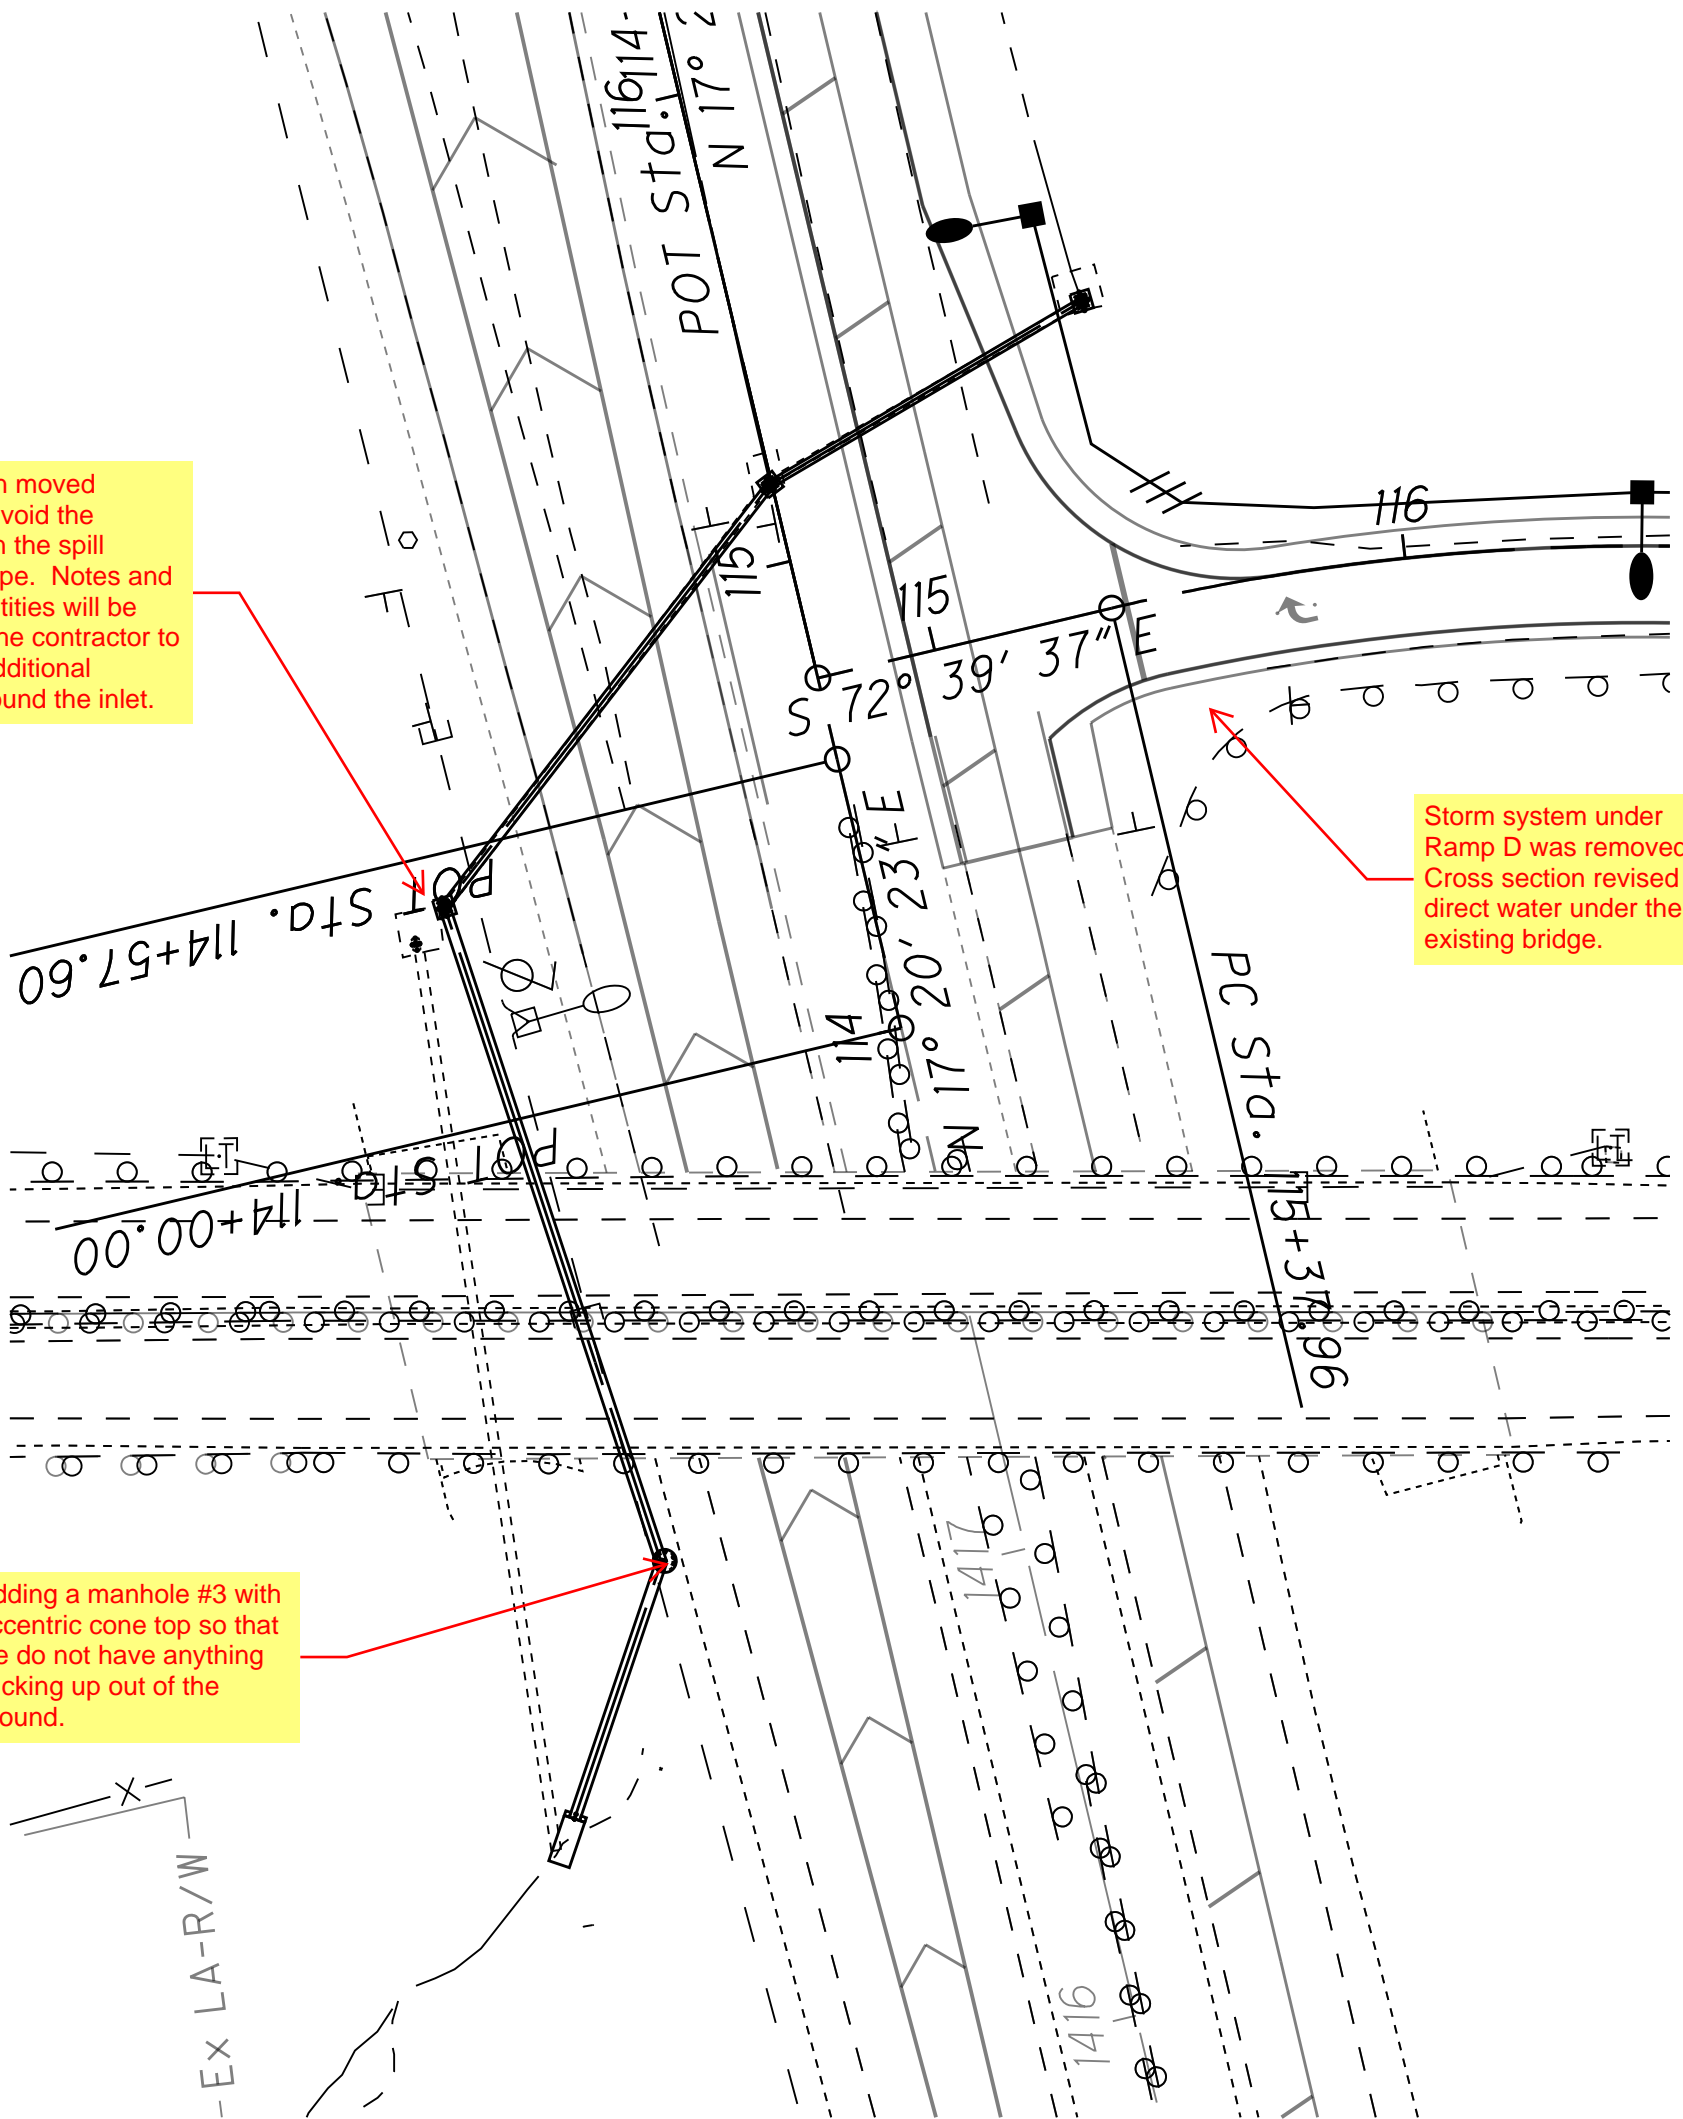 116
114
POT Sta.
N 17°
n moved
void the
n the spill
pe. Notes and
tities will be
he contractor to
dditional
ound the inlet.
115
115
116
S 72° 39' 37" E
Storm system under
Ramp D was removed
Cross section revised
direct water under the
existing bridge.
POT Sta. 114+57.60
N 17° 20' 23" E
114
PC Sta. 115+37.96
POT Sta. 114+00.00
1417
dding a manhole #3 with
ccentric cone top so that
e do not have anything
icking up out of the
ound.
X
Ex LA-R/W
1416